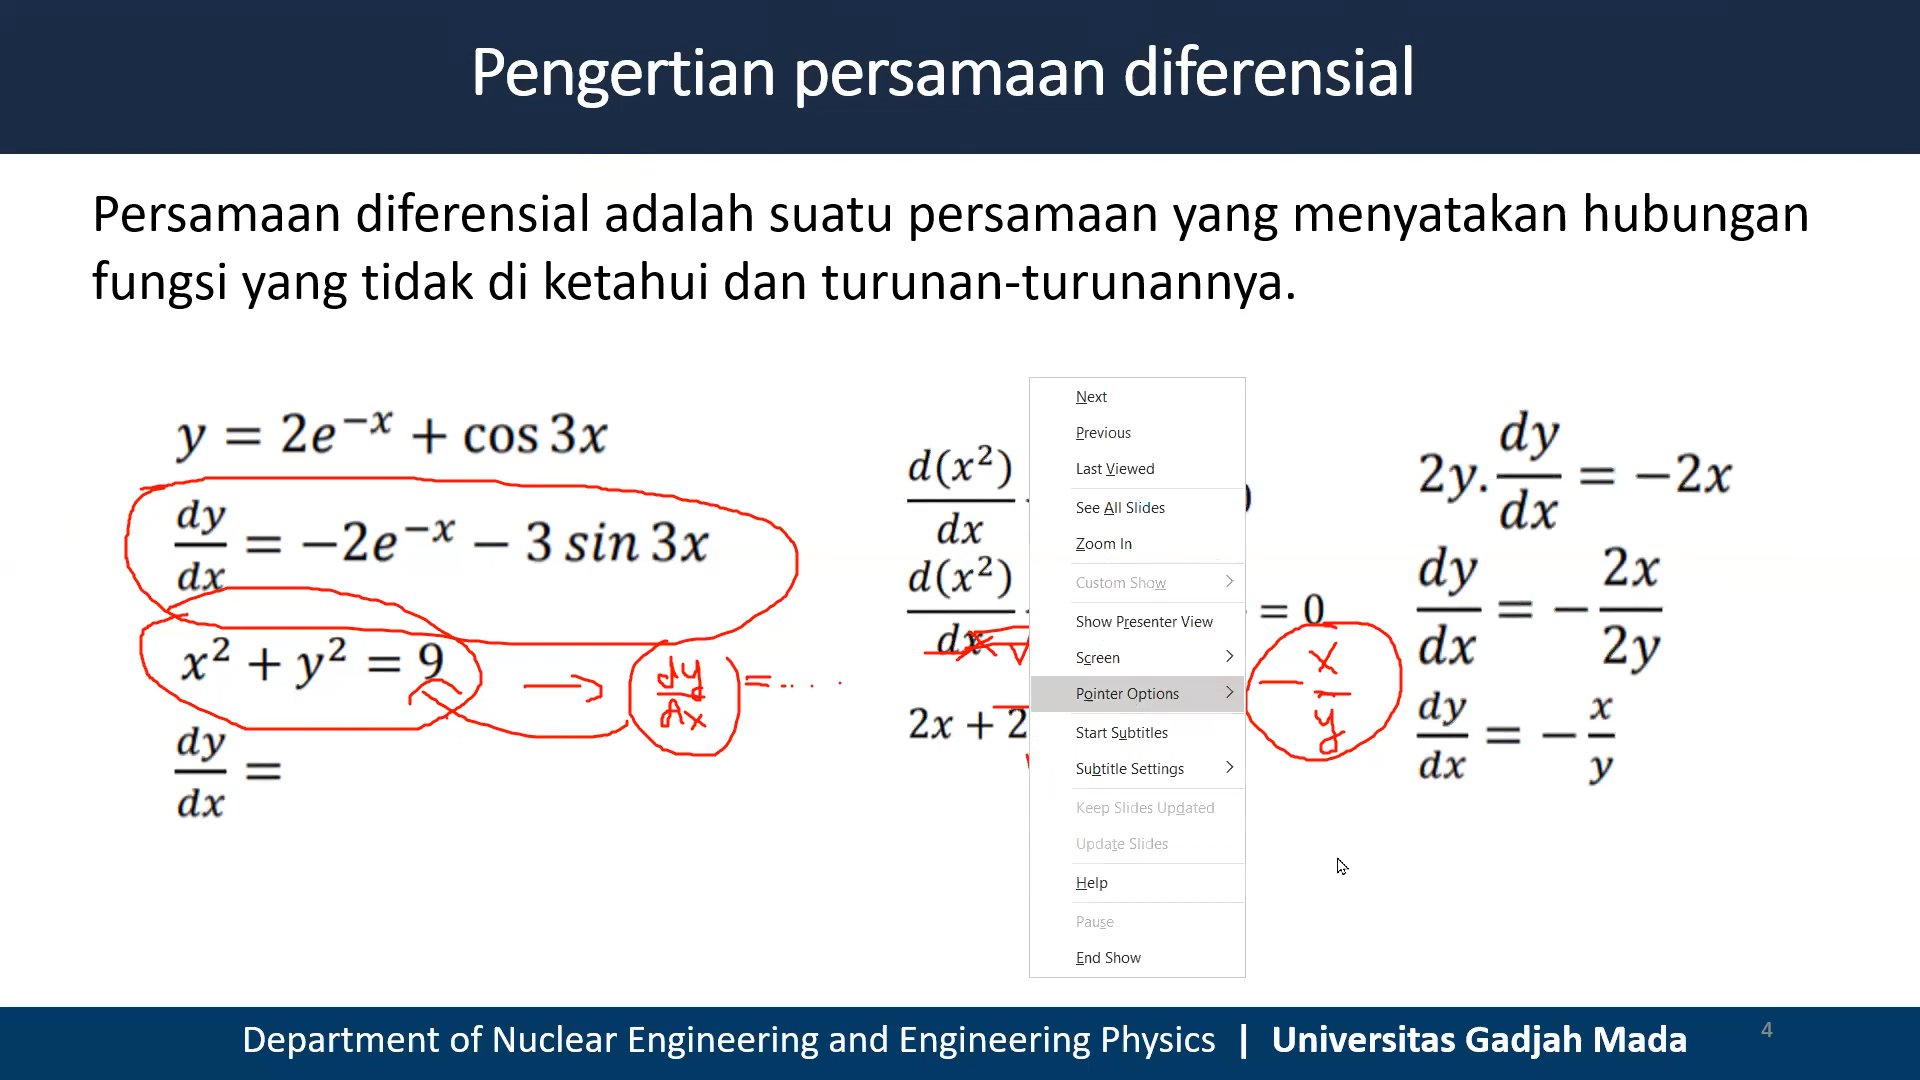 Pengertian persamaan diferensial
Persamaan diferensial adalah suatu persamaan yang menyatakan hubungan
fungsi yang tidak di ketahui dan turunan-turunannya.
y = 2e^{-x} + cos 3x
dy/dx = −2e^{-x} − 3 sin 3x
x² + y² = 9
→ dy/dx = .....
dy/dx =
d(x²)/dx
d(x²)/dx
= 0
2x + 2
− x/y
Next
Previous
Last Viewed
See All Slides
Zoom In
Custom Show
Show Presenter View
Screen
Pointer Options
Start Subtitles
Subtitle Settings
Keep Slides Updated
Update Slides
Help
Pause
End Show
2y. dy/dx = −2x
dy/dx = − 2x/2y
dy/dx = − x/y
Department of Nuclear Engineering and Engineering Physics | Universitas Gadjah Mada
4